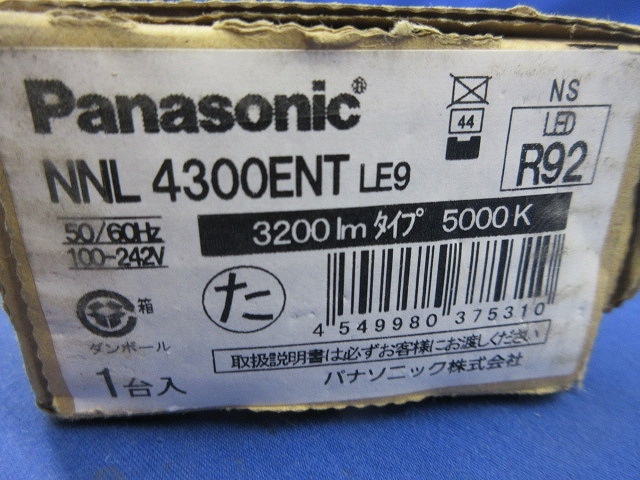 Panasonic®
NS
44
LED
R92
NNL 4300ENT LE9
50/60Hz
100-242V
3200 lm タイプ 5000 K
た
4 549980 375310
箱
ダンボール
取扱説明書は必ずお客様にお渡しください
1台入
パナソニック株式会社